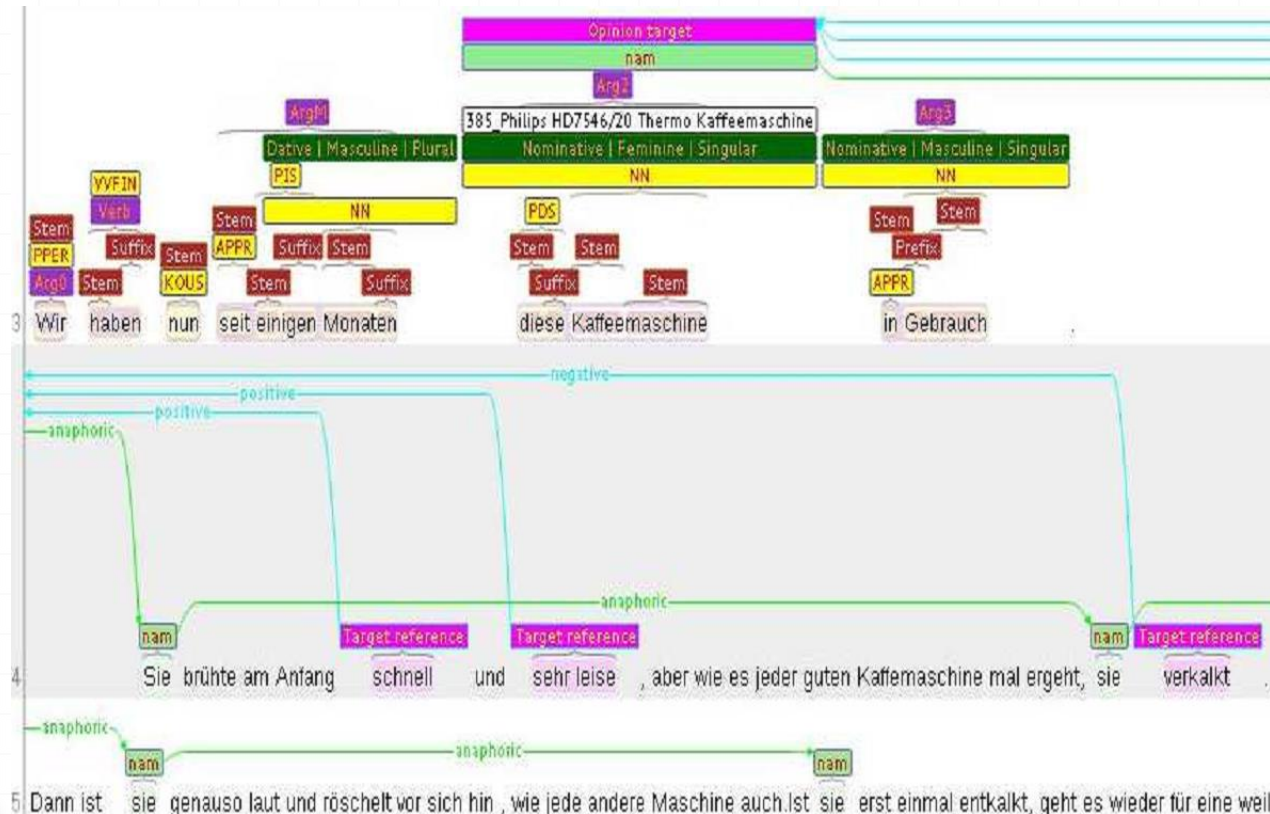 Opinion target
nam
Arg2
ArgM 385_Philips HD7546/20 Thermo Kaffeemaschine Arg3
Dative | Masculine | Plural Nominative | Feminine | Singular Nominative | Masculine | Singular
VVFIN PIS NN NN
Verb NN PDS Stem Stem
Stem Stem
PPER Suffix Stem APPR Suffix Stem Stem Stem Prefix
Arg0 Stem KOUS Stem Suffix Suffix Stem APPR
3 Wir haben nun seit einigen Monaten diese Kaffeemaschine in Gebrauch .
negative
positive
positive
anaphoric
anaphoric
nam Target reference Target reference nam Target reference
4 Sie brühte am Anfang schnell und sehr leise , aber wie es jeder guten Kaffemaschine mal ergeht, sie verkalkt .
anaphoric
anaphoric
nam nam
5 Dann ist sie genauso laut und röschelt vor sich hin , wie jede andere Maschine auch.Ist sie erst einmal entkalkt, geht es wieder für eine weil